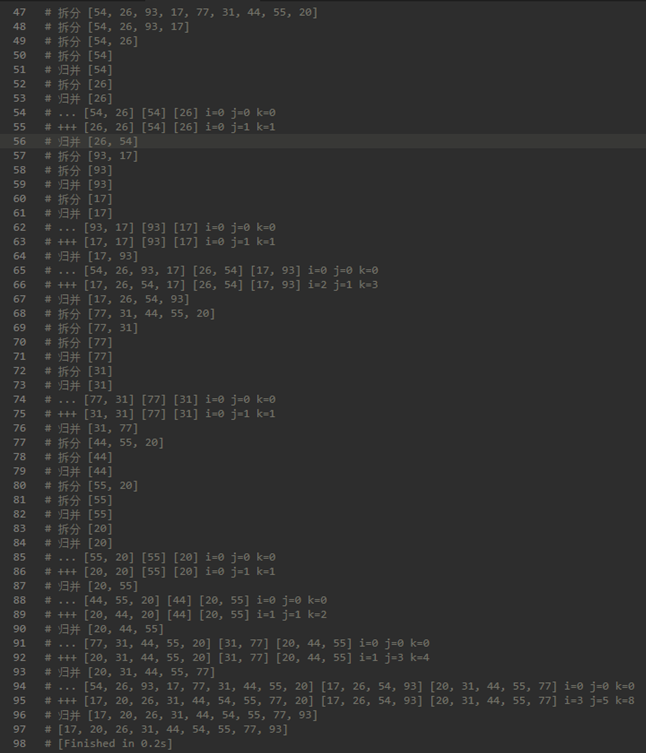 47 # 拆分 [54, 26, 93, 17, 77, 31, 44, 55, 20]
48 # 拆分 [54, 26, 93, 17]
49 # 拆分 [54, 26]
50 # 拆分 [54]
51 # 归并 [54]
52 # 拆分 [26]
53 # 归并 [26]
54 # ... [54, 26] [54] [26] i=0 j=0 k=0
55 # +++ [26, 26] [54] [26] i=0 j=1 k=1
56 # 归并 [26, 54]
57 # 拆分 [93, 17]
58 # 拆分 [93]
59 # 归并 [93]
60 # 拆分 [17]
61 # 归并 [17]
62 # ... [93, 17] [93] [17] i=0 j=0 k=0
63 # +++ [17, 17] [93] [17] i=0 j=1 k=1
64 # 归并 [17, 93]
65 # ... [54, 26, 93, 17] [26, 54] [17, 93] i=0 j=0 k=0
66 # +++ [17, 26, 54, 17] [26, 54] [17, 93] i=2 j=1 k=3
67 # 归并 [17, 26, 54, 93]
68 # 拆分 [77, 31, 44, 55, 20]
69 # 拆分 [77, 31]
70 # 拆分 [77]
71 # 归并 [77]
72 # 拆分 [31]
73 # 归并 [31]
74 # ... [77, 31] [77] [31] i=0 j=0 k=0
75 # +++ [31, 31] [77] [31] i=0 j=1 k=1
76 # 归并 [31, 77]
77 # 拆分 [44, 55, 20]
78 # 拆分 [44]
79 # 归并 [44]
80 # 拆分 [55, 20]
81 # 拆分 [55]
82 # 归并 [55]
83 # 拆分 [20]
84 # 归并 [20]
85 # ... [55, 20] [55] [20] i=0 j=0 k=0
86 # +++ [20, 20] [55] [20] i=0 j=1 k=1
87 # 归并 [20, 55]
88 # ... [44, 55, 20] [44] [20, 55] i=0 j=0 k=0
89 # +++ [20, 44, 20] [44] [20, 55] i=1 j=1 k=2
90 # 归并 [20, 44, 55]
91 # ... [77, 31, 44, 55, 20] [31, 77] [20, 44, 55] i=0 j=0 k=0
92 # +++ [20, 31, 44, 55, 20] [31, 77] [20, 44, 55] i=1 j=3 k=4
93 # 归并 [20, 31, 44, 55, 77]
94 # ... [54, 26, 93, 17, 77, 31, 44, 55, 20] [17, 26, 54, 93] [20, 31, 44, 55, 77] i=0 j=0 k=0
95 # +++ [17, 20, 26, 31, 44, 54, 55, 77, 20] [17, 26, 54, 93] [20, 31, 44, 55, 77] i=3 j=5 k=8
96 # 归并 [17, 20, 26, 31, 44, 54, 55, 77, 93]
97 # [17, 20, 26, 31, 44, 54, 55, 77, 93]
98 # [Finished in 0.2s]